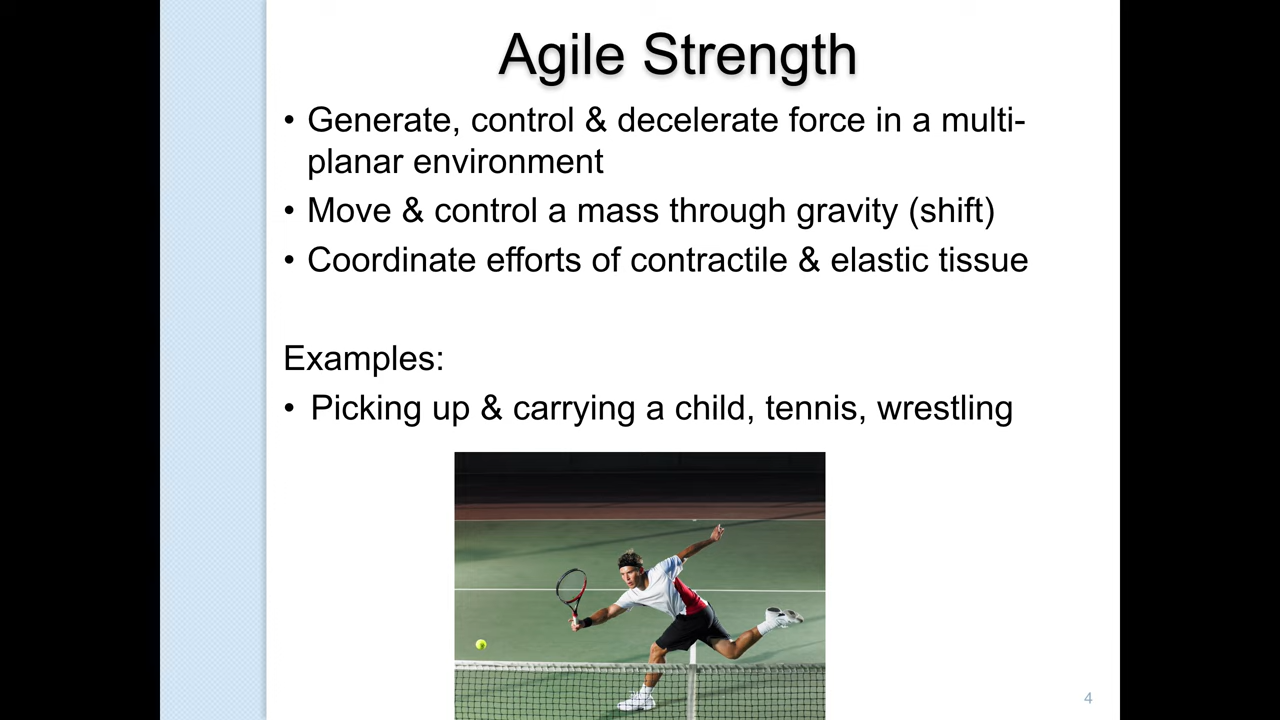 Agile Strength
• Generate, control & decelerate force in a multi-
planar environment
• Move & control a mass through gravity (shift)
• Coordinate efforts of contractile & elastic tissue
Examples:
• Picking up & carrying a child, tennis, wrestling
4